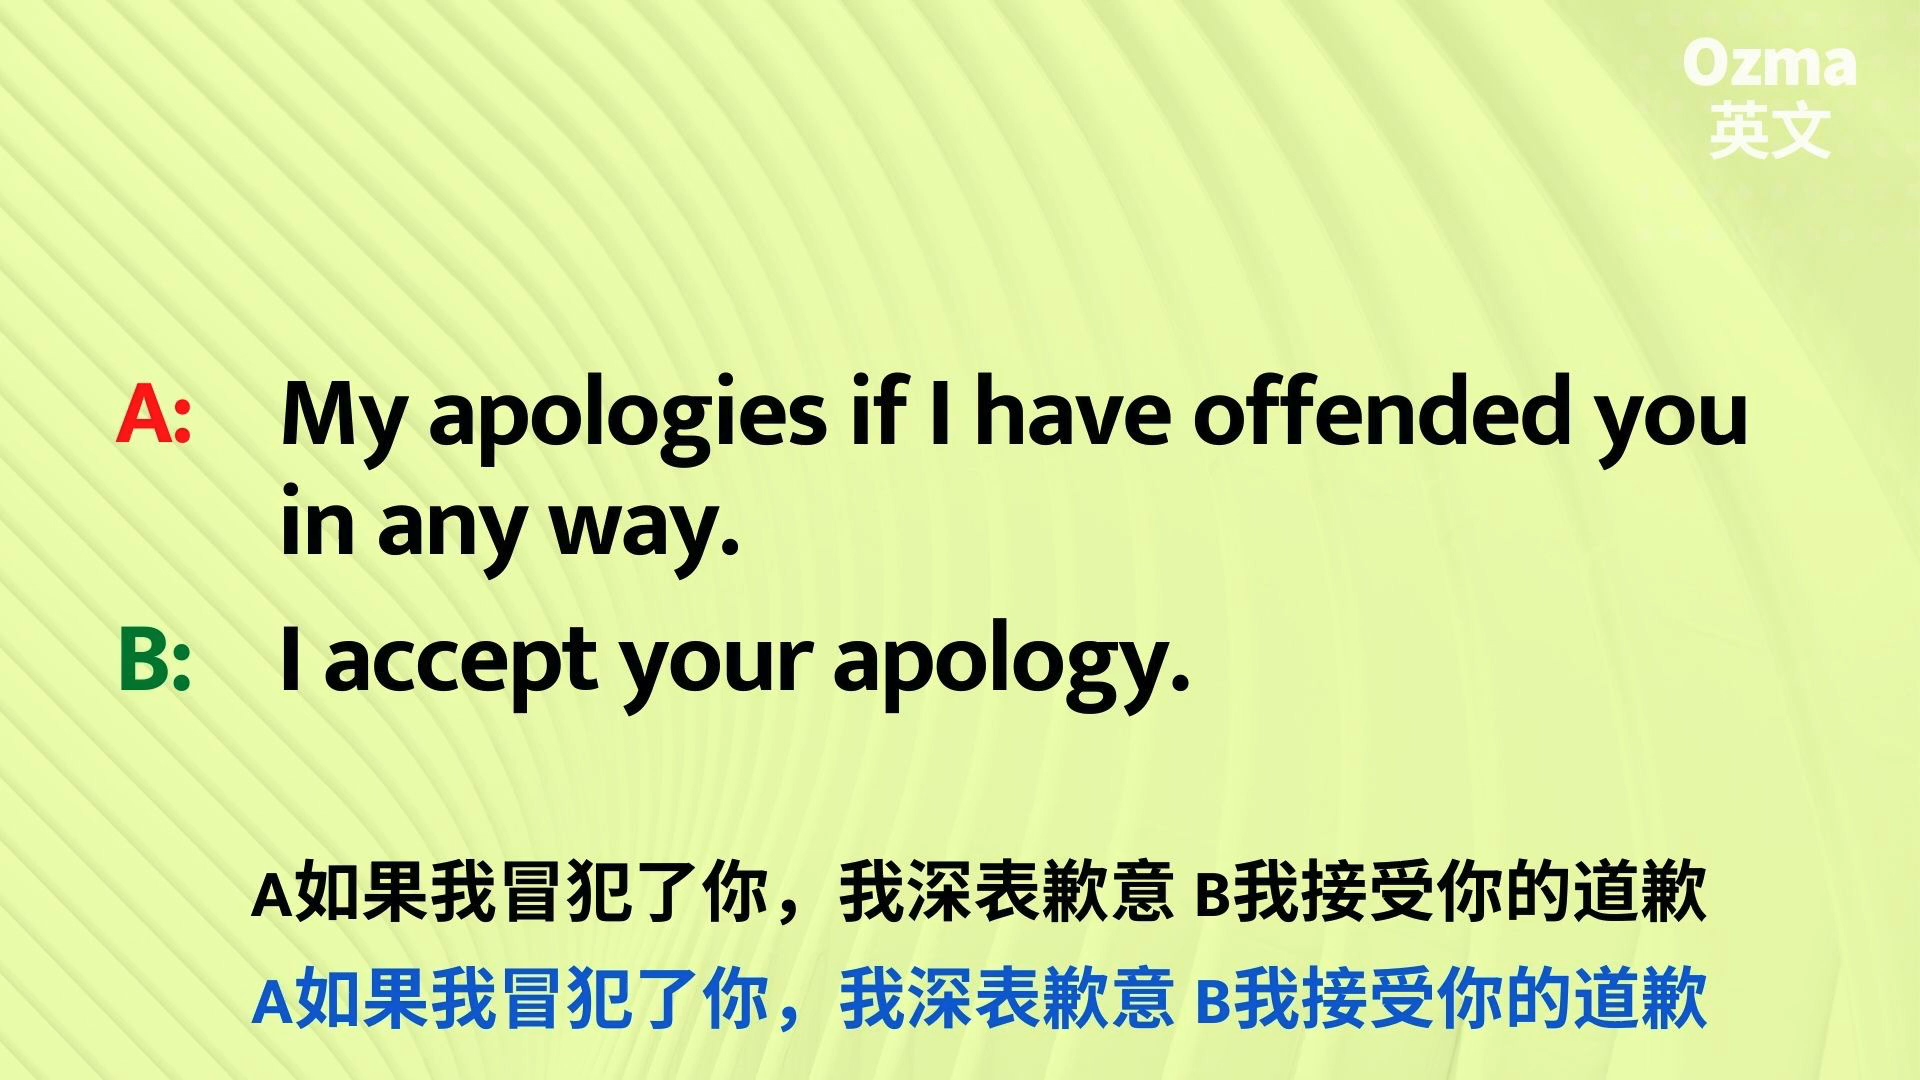 Ozma
英文
A: My apologies if I have offended you
in any way.
B: I accept your apology.
A如果我冒犯了你，我深表歉意 B我接受你的道歉
A如果我冒犯了你，我深表歉意 B我接受你的道歉